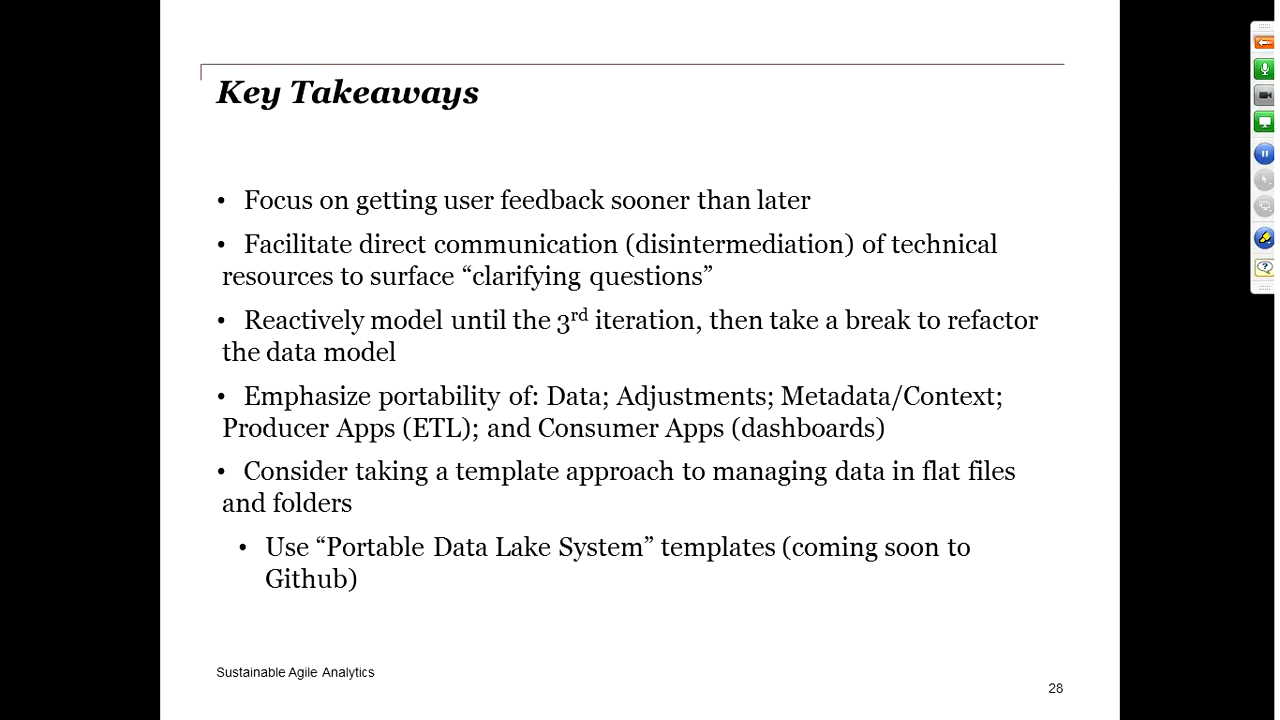 Key Takeaways
• Focus on getting user feedback sooner than later
• Facilitate direct communication (disintermediation) of technical
resources to surface “clarifying questions”
• Reactively model until the 3rd iteration, then take a break to refactor
the data model
• Emphasize portability of: Data; Adjustments; Metadata/Context;
Producer Apps (ETL); and Consumer Apps (dashboards)
• Consider taking a template approach to managing data in flat files
and folders
• Use “Portable Data Lake System” templates (coming soon to
Github)
Sustainable Agile Analytics
28